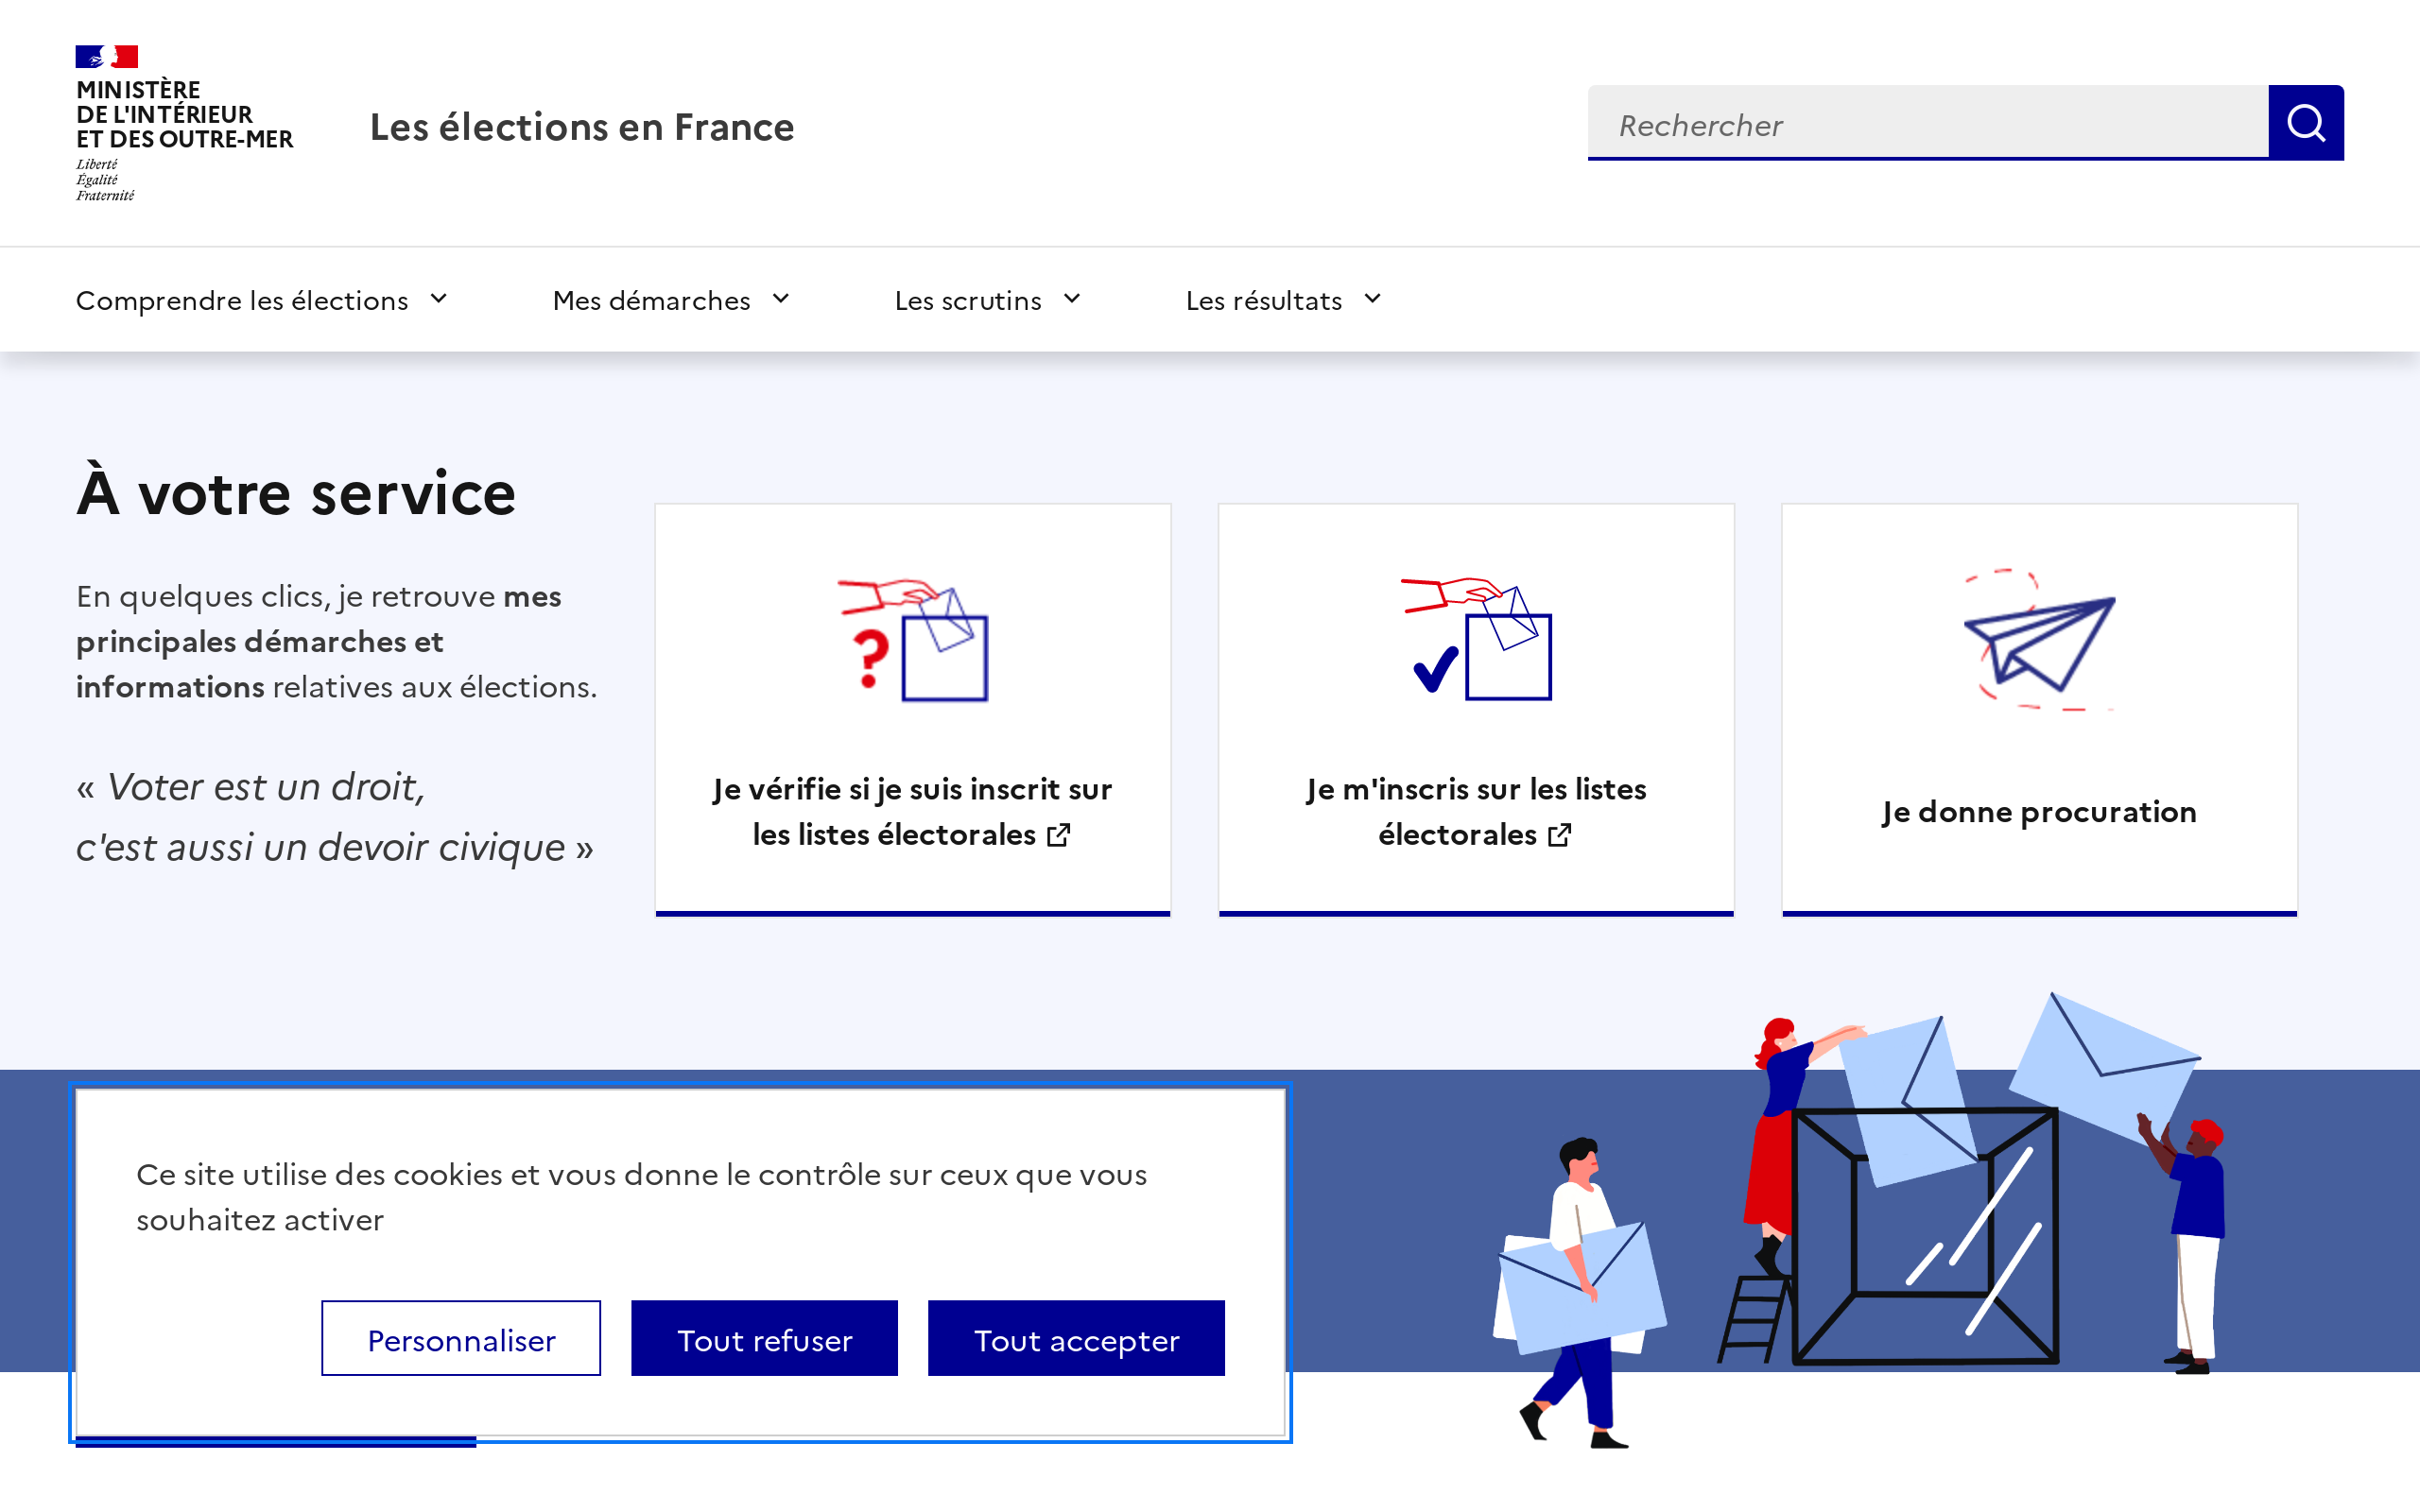 MINISTÈRE
DE L'INTÉRIEUR
ET DES OUTRE-MER
Liberté
Égalité
Fraternité
Les élections en France
Rechercher
Comprendre les élections
Mes démarches
Les scrutins
Les résultats
À votre service
En quelques clics, je retrouve mes
principales démarches et
informations relatives aux élections.
« Voter est un droit,
c'est aussi un devoir civique »
Je vérifie si je suis inscrit sur
les listes électorales
Je m'inscris sur les listes
électorales
Je donne procuration
Ce site utilise des cookies et vous donne le contrôle sur ceux que vous
souhaitez activer
Personnaliser
Tout refuser
Tout accepter